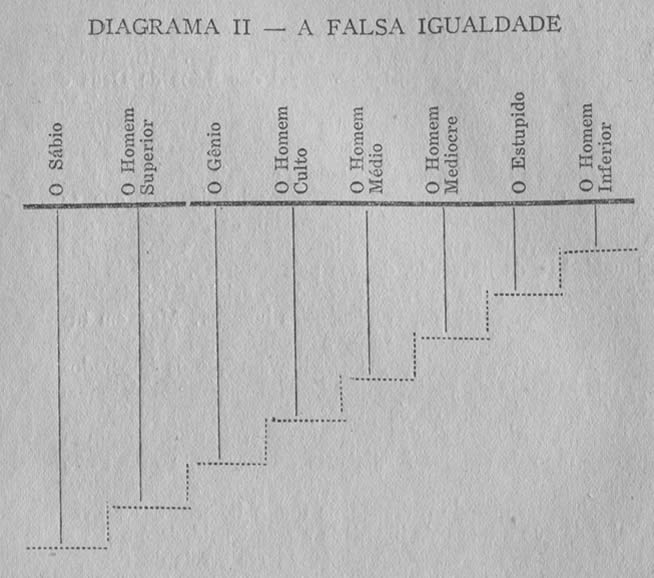 DIAGRAMA II — A FALSA IGUALDADE
O Sábio
O Homem
Superior
O Gênio
O Homem
Culto
O Homem
Médio
O Homem
Medíocre
O Estupido
O Homem
Inferior